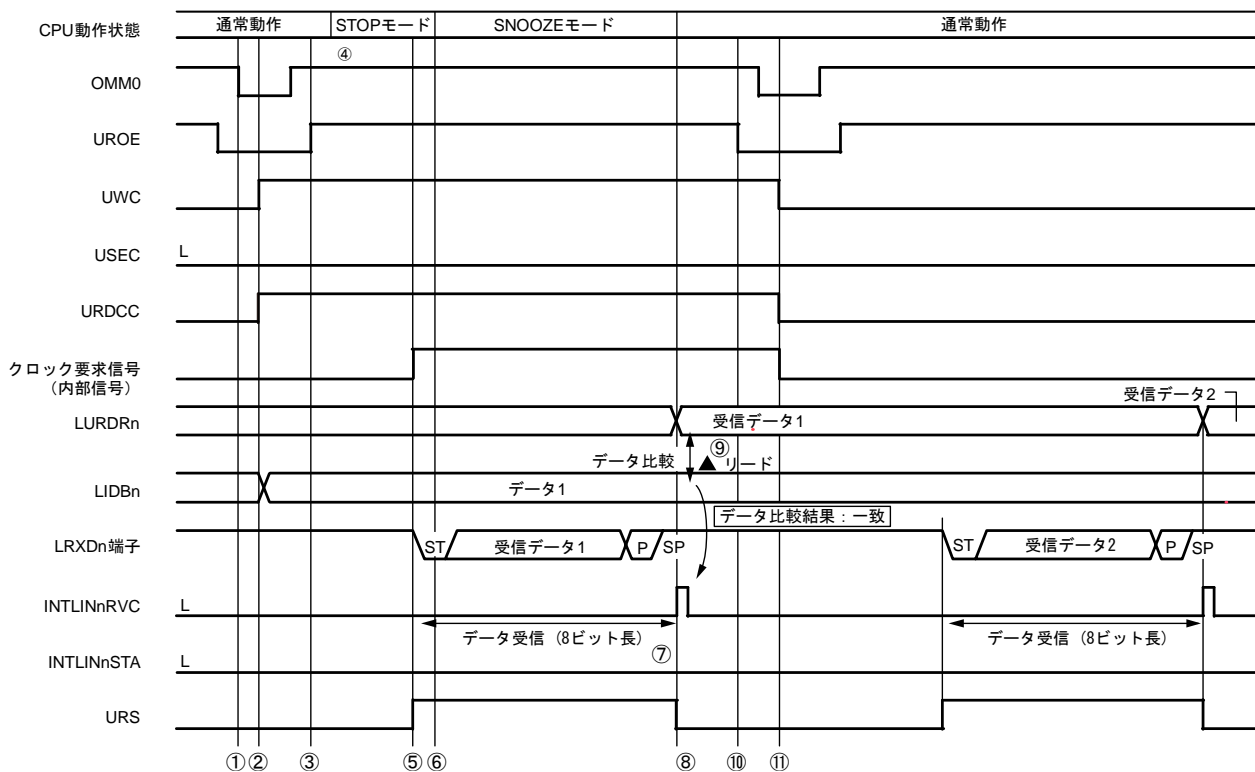 CPU動作状態 通常動作 STOPモード SNOOZEモード 通常動作
④
OMM0
UROE
UWC
USEC L
URDCC
クロック要求信号
（内部信号）
受信データ2
LURDRn 受信データ1
データ比較 ⑨ ▲ リード
LIDBn データ1
データ比較結果：一致
LRXDn端子 ST 受信データ1 P SP ST 受信データ2 P SP
INTLINnRVC L
データ受信（8ビット長） データ受信（8ビット長）
⑦
INTLINnSTA L
URS
① ② ③ ⑤ ⑥ ⑧ ⑩ ⑪